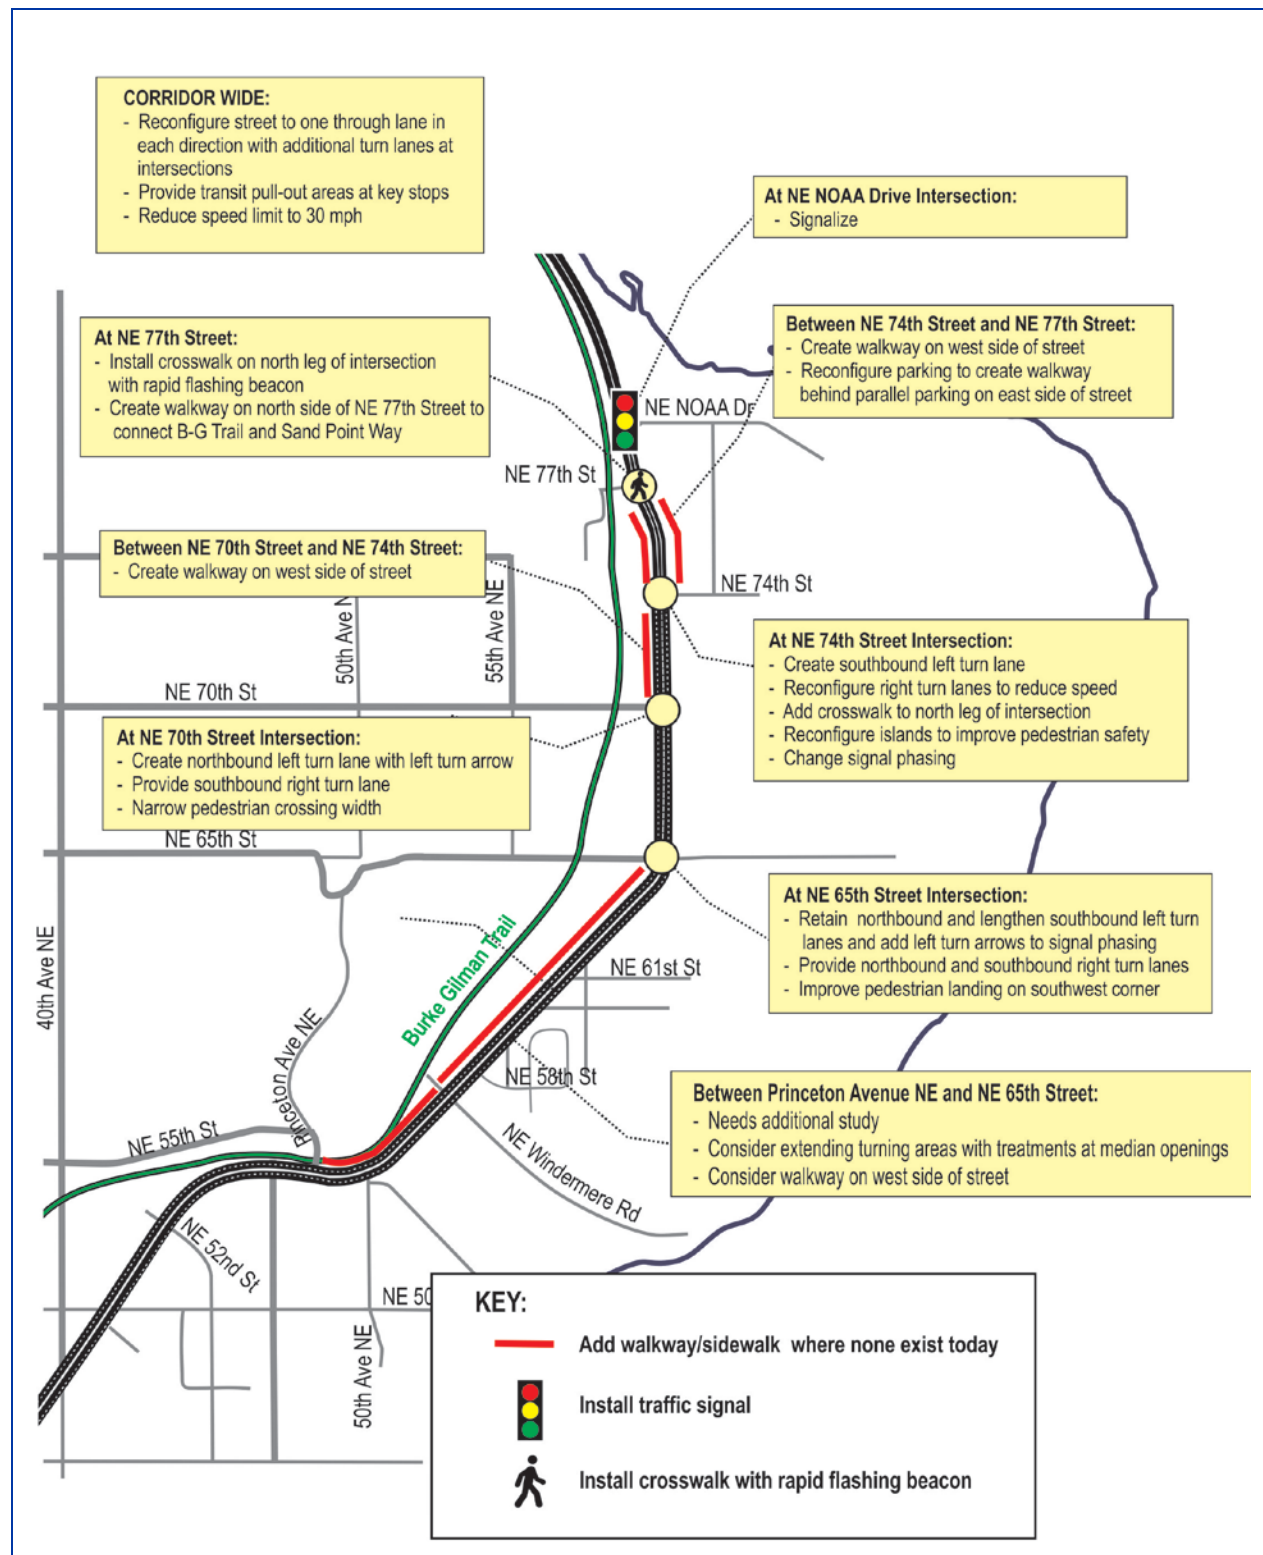 CORRIDOR WIDE:
- Reconfigure street to one through lane in
each direction with additional turn lanes at
intersections
- Provide transit pull-out areas at key stops
- Reduce speed limit to 30 mph
At NE NOAA Drive Intersection:
- Signalize
At NE 77th Street:
- Install crosswalk on north leg of intersection
with rapid flashing beacon
- Create walkway on north side of NE 77th Street to
connect B-G Trail and Sand Point Way
Between NE 74th Street and NE 77th Street:
- Create walkway on west side of street
- Reconfigure parking to create walkway
behind parallel parking on east side of street
NE NOAA Dr
NE 77th St
Between NE 70th Street and NE 74th Street:
- Create walkway on west side of street
NE 74th St
50th Ave N
55th Ave NE
At NE 74th Street Intersection:
- Create southbound left turn lane
- Reconfigure right turn lanes to reduce speed
- Add crosswalk to north leg of intersection
- Reconfigure islands to improve pedestrian safety
- Change signal phasing
NE 70th St
At NE 70th Street Intersection:
- Create northbound left turn lane with left turn arrow
- Provide southbound right turn lane
- Narrow pedestrian crossing width
NE 65th St
At NE 65th Street Intersection:
- Retain northbound and lengthen southbound left turn
lanes and add left turn arrows to signal phasing
- Provide northbound and southbound right turn lanes
- Improve pedestrian landing on southwest corner
40th Ave NE
Burke Gilman Trail
NE 61st St
Princeton Ave NE
NE 58th St
Between Princeton Avenue NE and NE 65th Street:
- Needs additional study
- Consider extending turning areas with treatments at median openings
- Consider walkway on west side of street
NE 55th St
NE Windermere Rd
NE 52nd St
NE 50
50th Ave NE
KEY:
Add walkway/sidewalk where none exist today
Install traffic signal
Install crosswalk with rapid flashing beacon